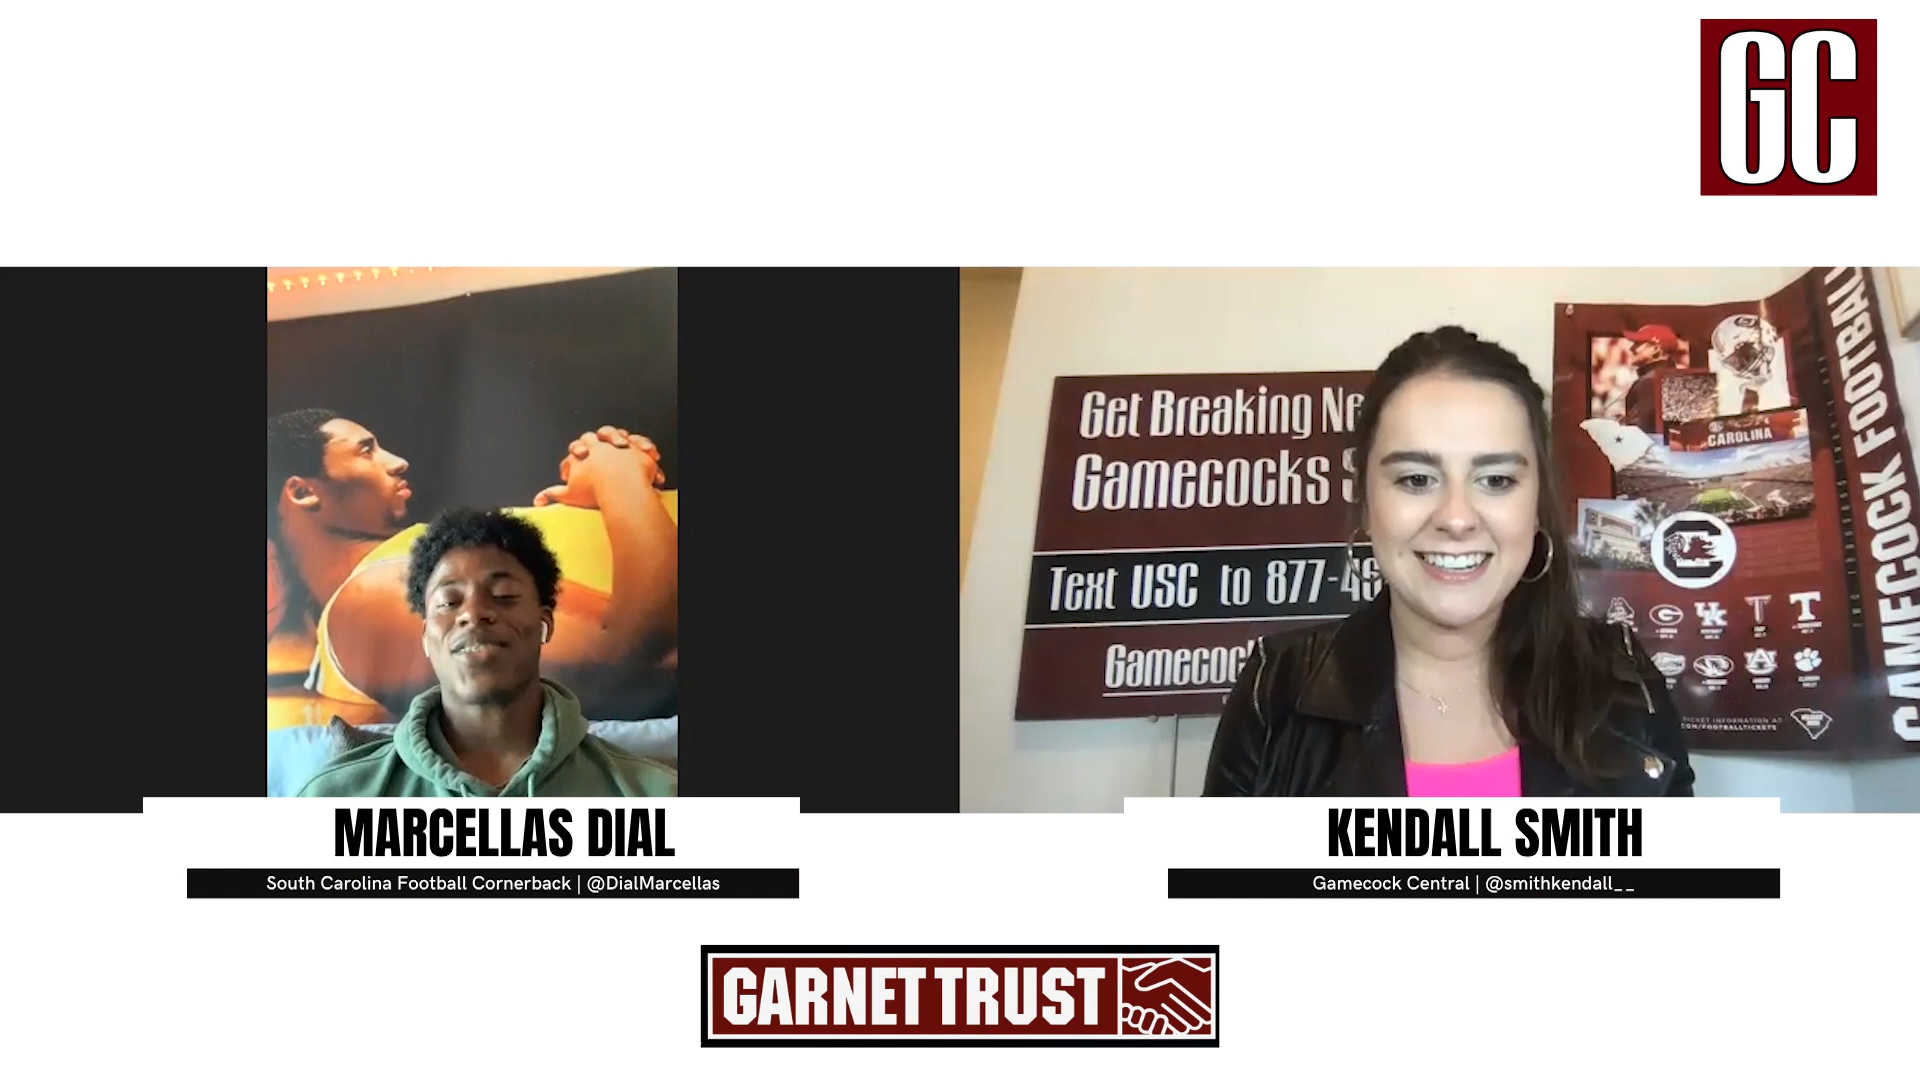 GC
Get Breaking Ne
Gamecocks S
Text USC to 877-4
Gamecoc
CAROLINA
GAMECOCK FOOTBALL
MARCELLAS DIAL
South Carolina Football Cornerback | @DialMarcellas
KENDALL SMITH
Gamecock Central | @smithkendall__
GARNET TRUST